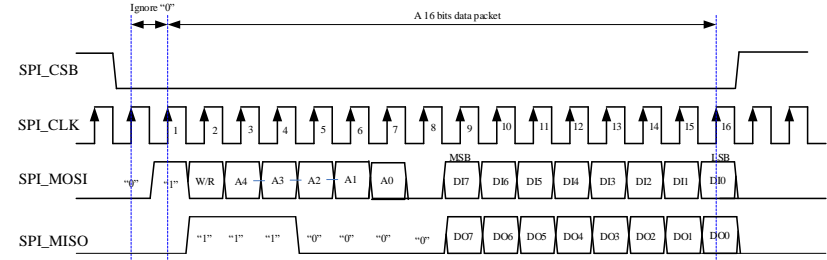 Ignore “0”
A 16 bits data packet
SPI_CSB
SPI_CLK 1 2 3 4 5 6 7 8 9 10 11 12 13 14 15 16
MSB LSB
SPI_MOSI “0” “1” W/R A4 A3 A2 A1 A0 DI7 DI6 DI5 DI4 DI3 DI2 DI1 DI0
SPI_MISO “1” “1” “1” “0” “0” “0” “0” DO7 DO6 DO5 DO4 DO3 DO2 DO1 DO0